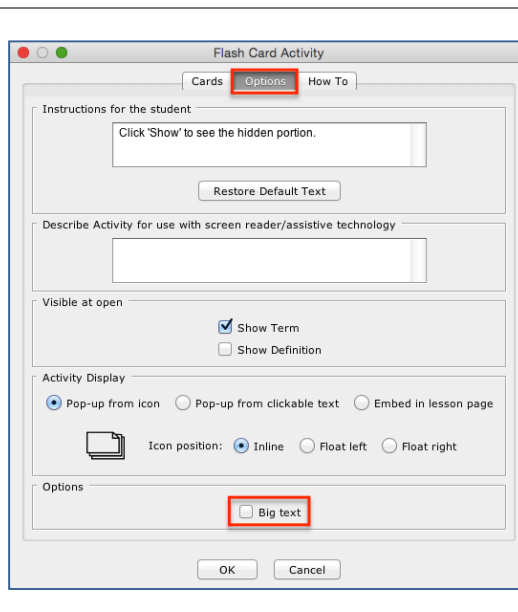 Flash Card Activity
Cards Options How To
Instructions for the student
Click 'Show' to see the hidden portion.
Restore Default Text
Describe Activity for use with screen reader/assistive technology
Visible at open
Show Term
Show Definition
Activity Display
Pop-up from icon Pop-up from clickable text Embed in lesson page
Icon position: Inline Float left Float right
Options
Big text
OK Cancel